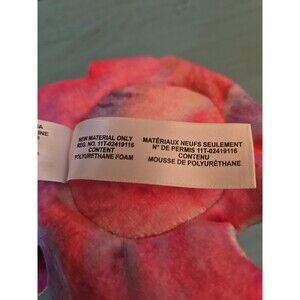 NEW MATERIAL ONLY
REG. NO. 11T-02419116
CONTENT
POLYURETHANE FOAM
MATÉRIAUX NEUFS SEULEMENT
N° DE PERMIS 11T-02419116
CONTENU
MOUSSE DE POLYURÉTHANE